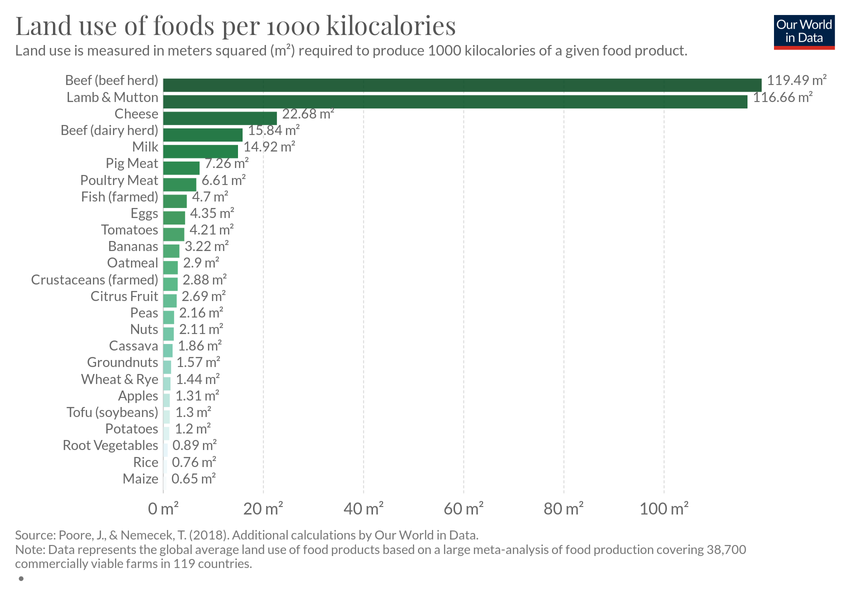 Land use of foods per 1000 kilocalories
Our World
in Data
Land use is measured in meters squared (m²) required to produce 1000 kilocalories of a given food product.
Beef (beef herd) 119.49 m²
Lamb & Mutton 116.66 m²
Cheese 22.68 m²
Beef (dairy herd) 15.84 m²
Milk 14.92 m²
Pig Meat 7.26 m²
Poultry Meat 6.61 m²
Fish (farmed) 4.7 m²
Eggs 4.35 m²
Tomatoes 4.21 m²
Bananas 3.22 m²
Oatmeal 2.9 m²
Crustaceans (farmed) 2.88 m²
Citrus Fruit 2.69 m²
Peas 2.16 m²
Nuts 2.11 m²
Cassava 1.86 m²
Groundnuts 1.57 m²
Wheat & Rye 1.44 m²
Apples 1.31 m²
Tofu (soybeans) 1.3 m²
Potatoes 1.2 m²
Root Vegetables 0.89 m²
Rice 0.76 m²
Maize 0.65 m²
0 m² 20 m² 40 m² 60 m² 80 m² 100 m²
Source: Poore, J., & Nemecek, T. (2018). Additional calculations by Our World in Data.
Note: Data represents the global average land use of food products based on a large meta-analysis of food production covering 38,700
commercially viable farms in 119 countries.
•